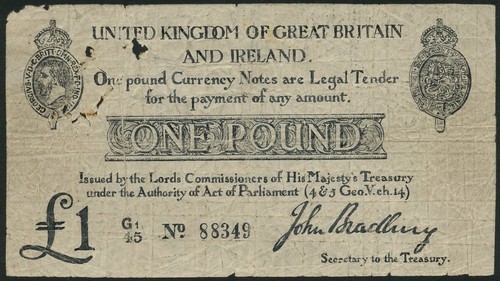 UNITED KINGDOM OF GREAT BRITAIN
AND IRELAND.
One pound Currency Notes are Legal Tender
for the payment of any amount.
ONE POUND
Issued by the Lords Commissioners of His Majesty's Treasury
under the Authority of Act of Parliament (4 & 5 Geo.V.ch.14)
£1
G1/45 No 88349
John Bradbury
Secretary to the Treasury.